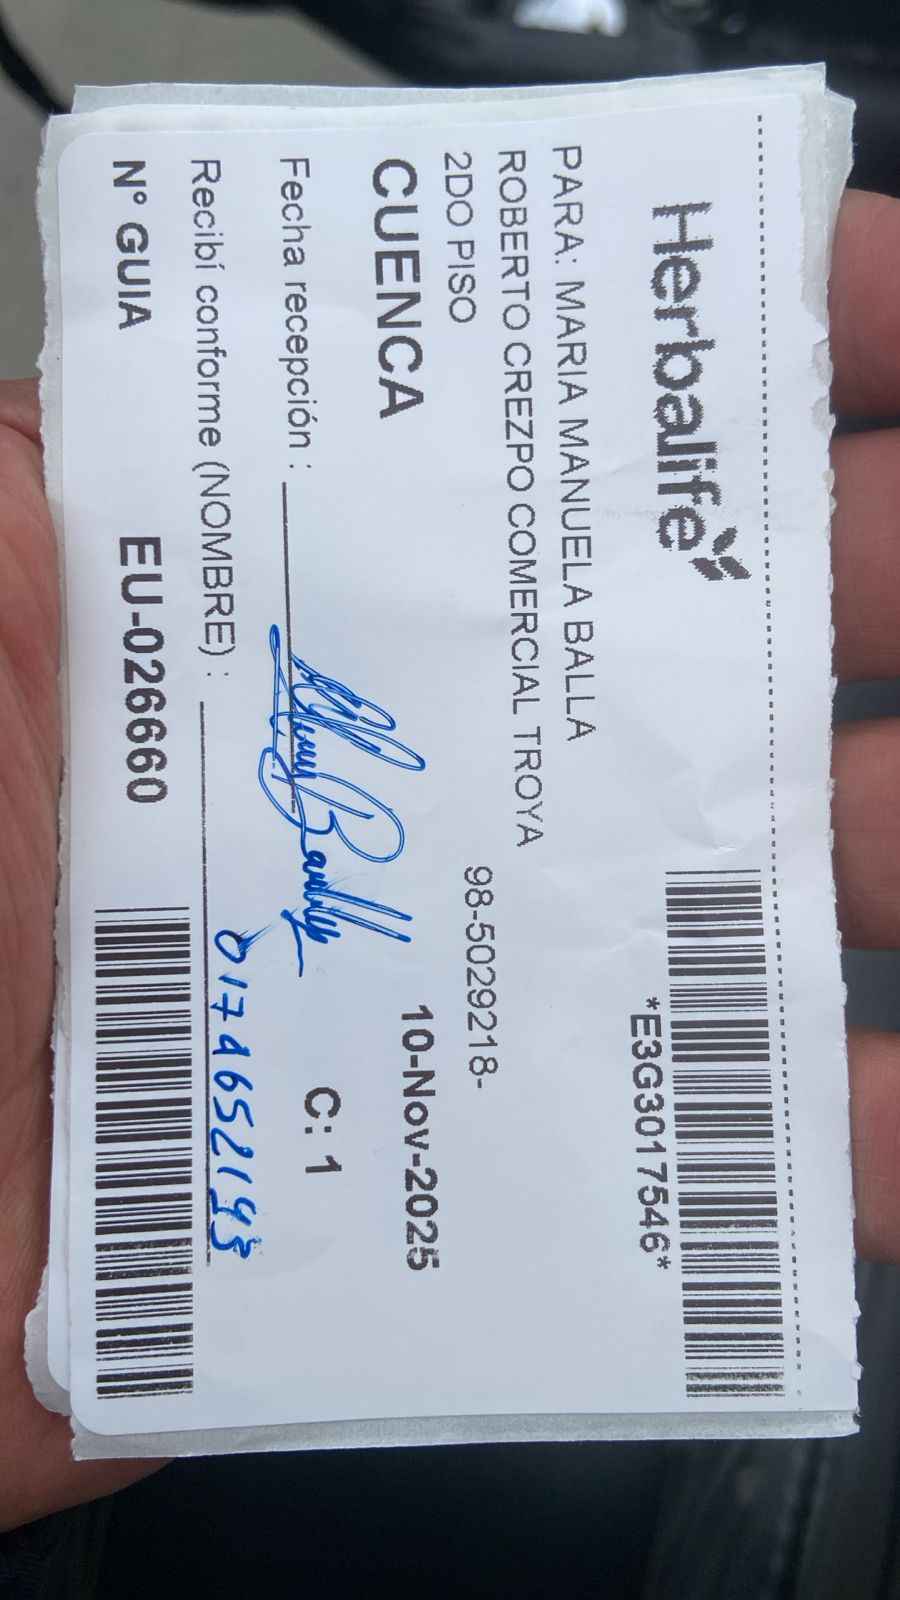 Herbalife
*E3G3017546*
PARA: MARIA MANUELA BALLA
ROBERTO CREZPO COMERCIAL TROYA
2DO PISO
98-5029218-
CUENCA
10-Nov-2025
Fecha recepción :
C: 1
Recibí conforme (NOMBRE) :
N° GUIA
EU-026660